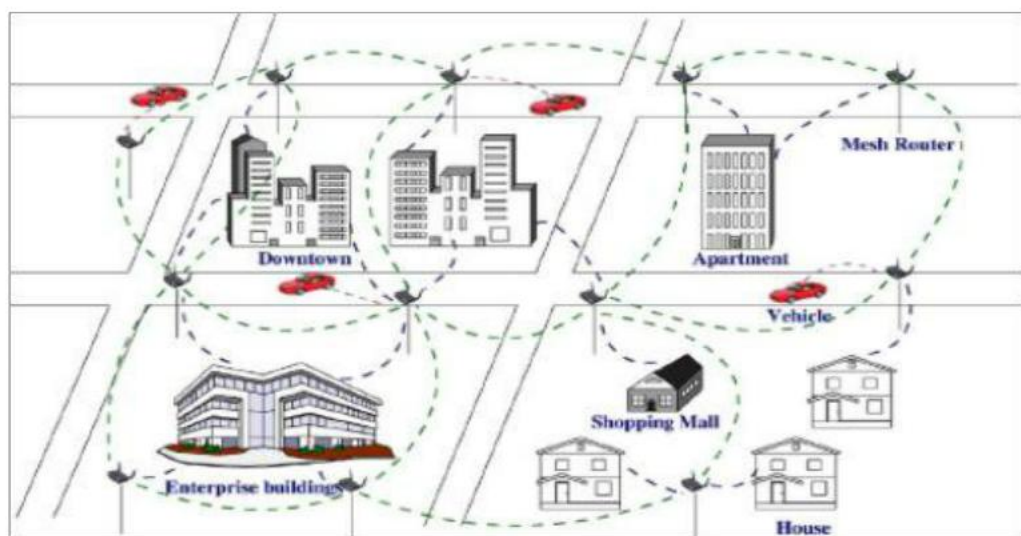 Mesh Router
Downtown
Apartment
Vehicle
Shopping Mall
Enterprise buildings
House